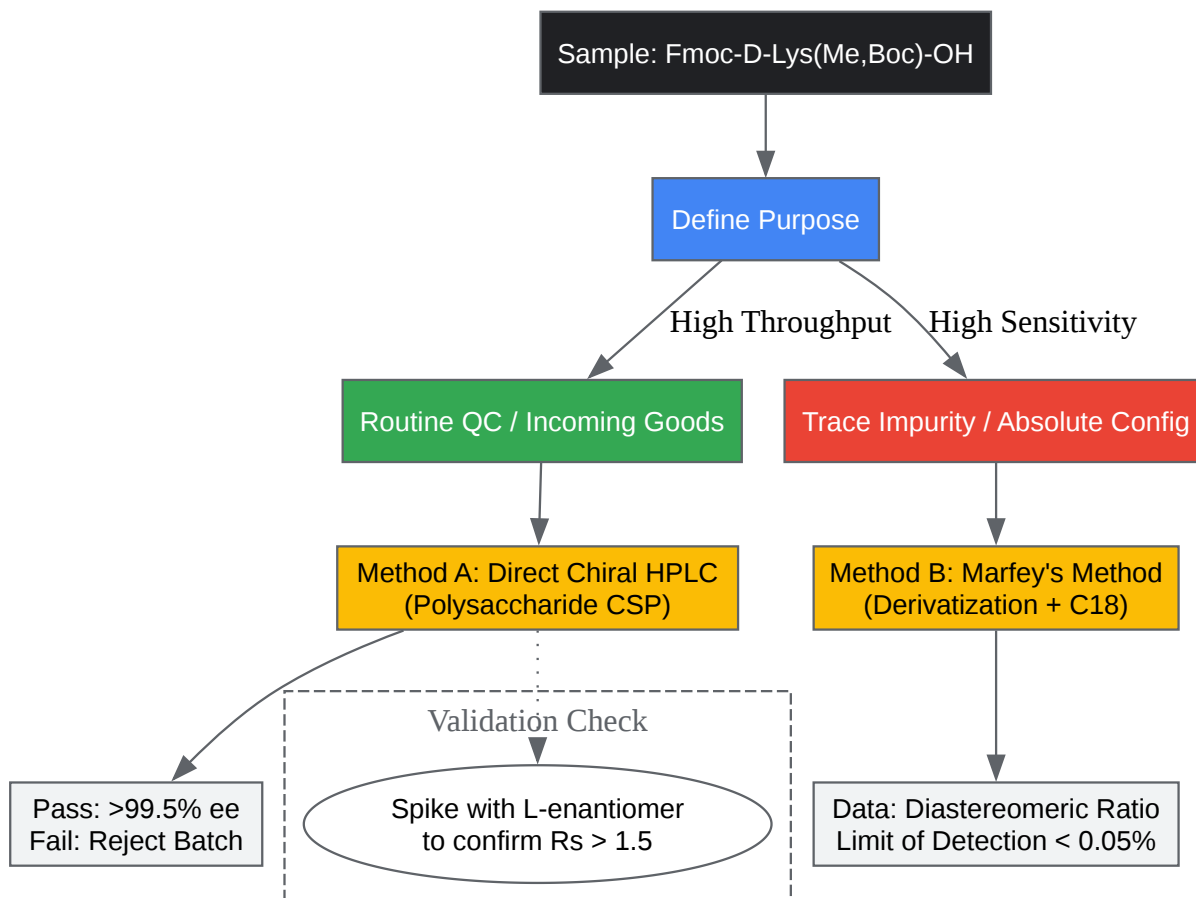 Sample: Fmoc-D-Lys(Me,Boc)-OH
Define Purpose
High Throughput
High Sensitivity
Routine QC / Incoming Goods
Trace Impurity / Absolute Config
Method A: Direct Chiral HPLC
(Polysaccharide CSP)
Method B: Marfey's Method
(Derivatization + C18)
Validation Check
Pass: >99.5% ee
Fail: Reject Batch
Spike with L-enantiomer
to confirm Rs > 1.5
Data: Diastereomeric Ratio
Limit of Detection < 0.05%